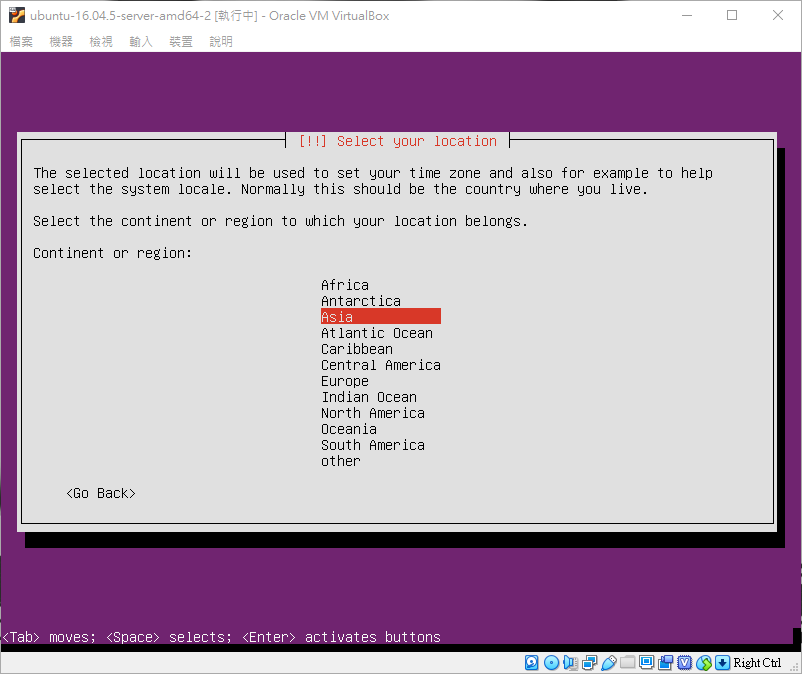 ubuntu-16.04.5-server-amd64-2 [執行中] - Oracle VM VirtualBox
檔案 機器 檢視 輸入 裝置 說明
[!!] Select your location
The selected location will be used to set your time zone and also for example to help
select the system locale. Normally this should be the country where you live.
Select the continent or region to which your location belongs.
Continent or region:
Africa
Antarctica
Asia
Atlantic Ocean
Caribbean
Central America
Europe
Indian Ocean
North America
Oceania
South America
other
<Go Back>
<Tab> moves; <Space> selects; <Enter> activates buttons
Right Ctrl